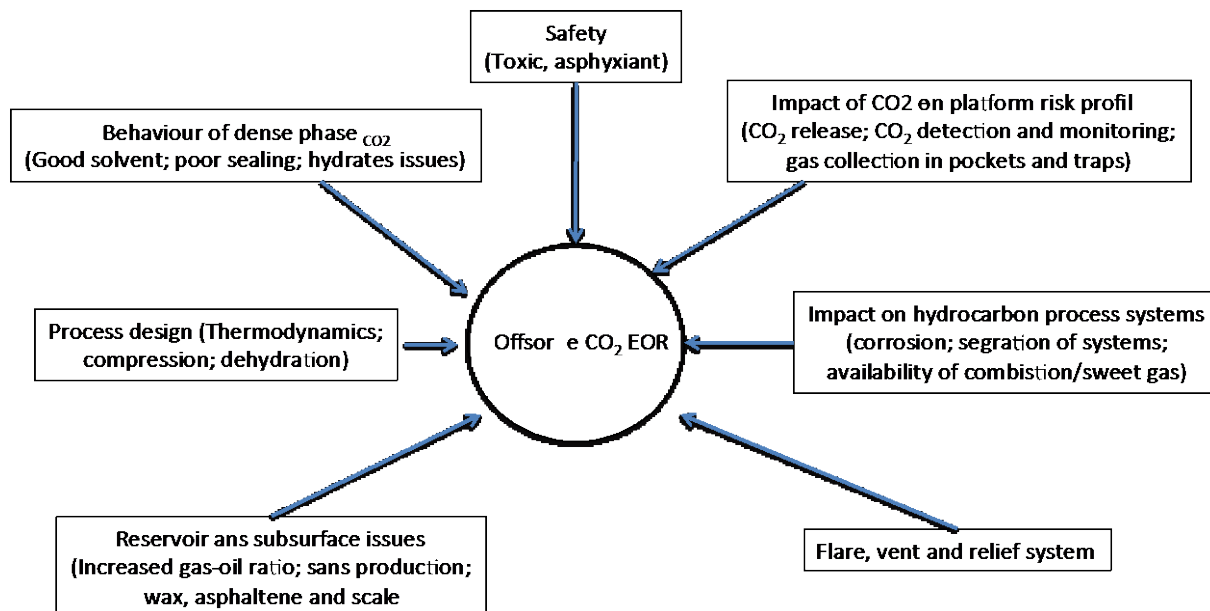 Safety
(Toxic, asphyxiant)
Impact of CO2 on platform risk profil
(CO₂ release; CO₂ detection and monitoring;
gas collection in pockets and traps)
Behaviour of dense phase CO2
(Good solvent; poor sealing; hydrates issues)
Process design (Thermodynamics;
compression; dehydration)
Offsor e CO₂ EOR
Impact on hydrocarbon process systems
(corrosion; segration of systems;
availability of combistion/sweet gas)
Reservoir ans subsurface issues
(Increased gas-oil ratio; sans production;
wax, asphaltene and scale
Flare, vent and relief system